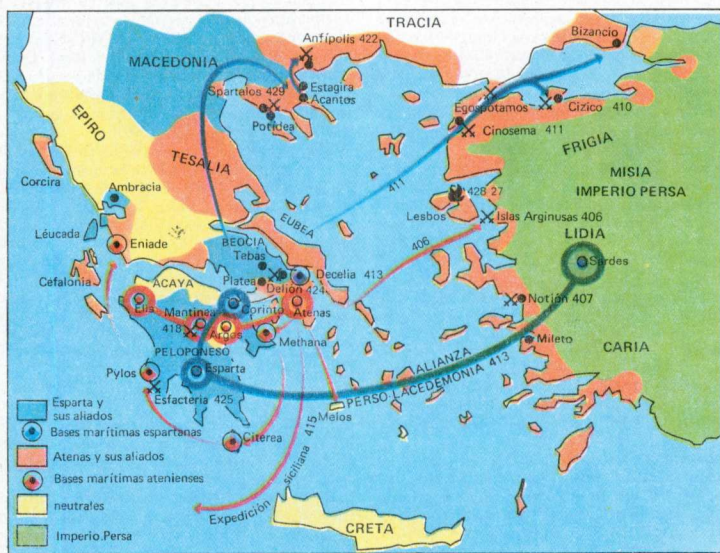 TRACIA
Bizancio
Anfípolis 422
MACEDONIA
Estagira
Spartalos 429
Acantos
Potidea
Egospótamos
Cízico 410
Cinosema 411
EPIRO
FRIGIA
TESALIA
MISIA
IMPERIO PERSA
411
Corcira
Ambracia
428 27
Lesbos
Islas Arginusas 406
EUBEA
Léucada
406
LIDIA
BEOCIA
Eniade
Tebas
Sardes
Decelia 413
Platea
Delion 424
Cefalonia
ACAYA
Elia
Mantinea
Corinto
Atenas
Notión 407
418
Argos
Methana
PELOPONESO
Mileto
CARIA
ALIANZA
PERSO-LACEDEMONIA 413
Esparta
Pylos
Esfacteria 425
Melos
Citerea
Expedición siciliana 415
CRETA
Esparta y
sus aliados
Bases marítimas espartanas
Atenas y sus aliados
Bases marítimas atenienses
neutrales
Imperio.Persa